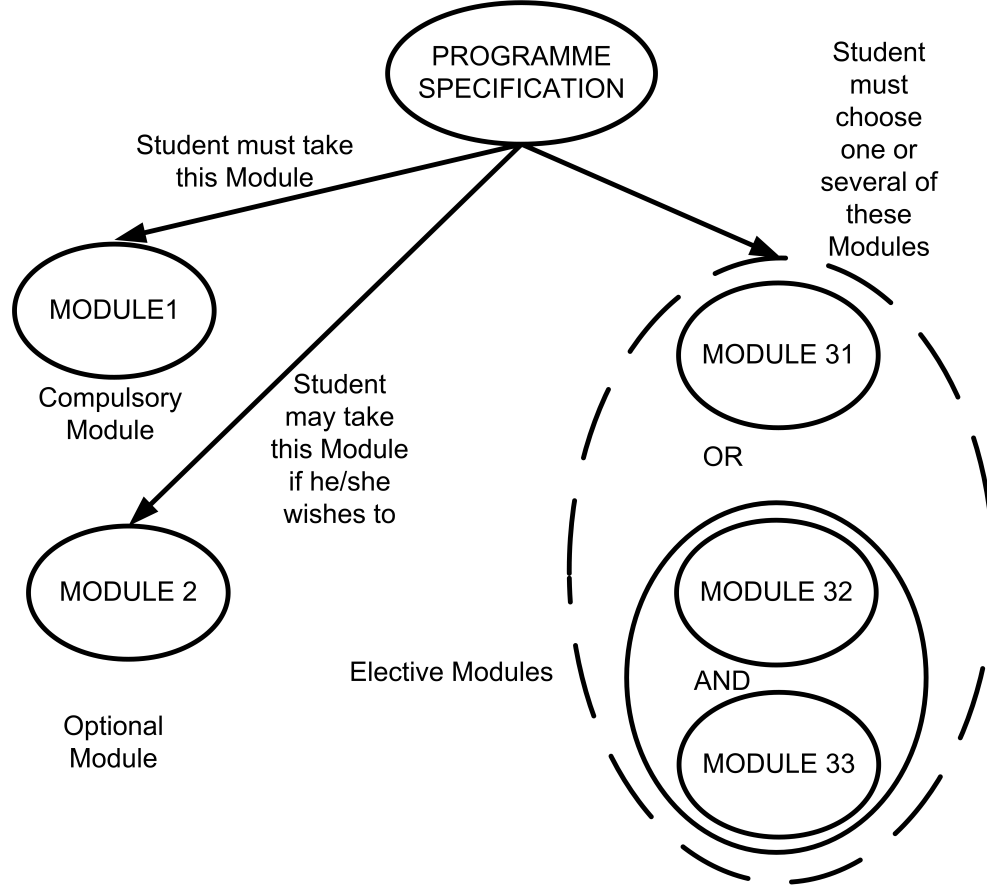 PROGRAMME
SPECIFICATION
Student must take
this Module
Student
must
choose
one or
several of
these
Modules
MODULE1
Compulsory
Module
Student
may take
this Module
if he/she
wishes to
MODULE 2
Optional
Module
MODULE 31
OR
MODULE 32
AND
MODULE 33
Elective Modules